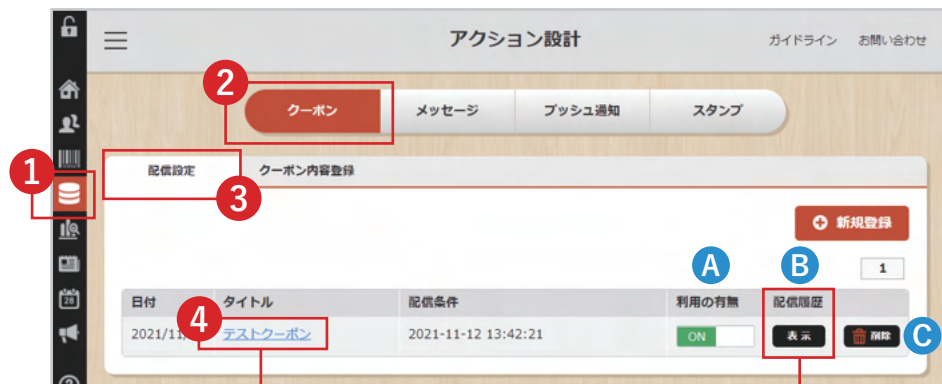 アクション設計
ガイドライン お問い合わせ
2
クーポン メッセージ プッシュ通知 スタンプ
1
配信設定 クーポン内容登録
3
新規登録
A B
1
日付 タイトル 配信条件 利用の有無 配信履歴
4
2021/11/ テストクーポン 2021-11-12 13:42:21 ON 表示 削除 C
28